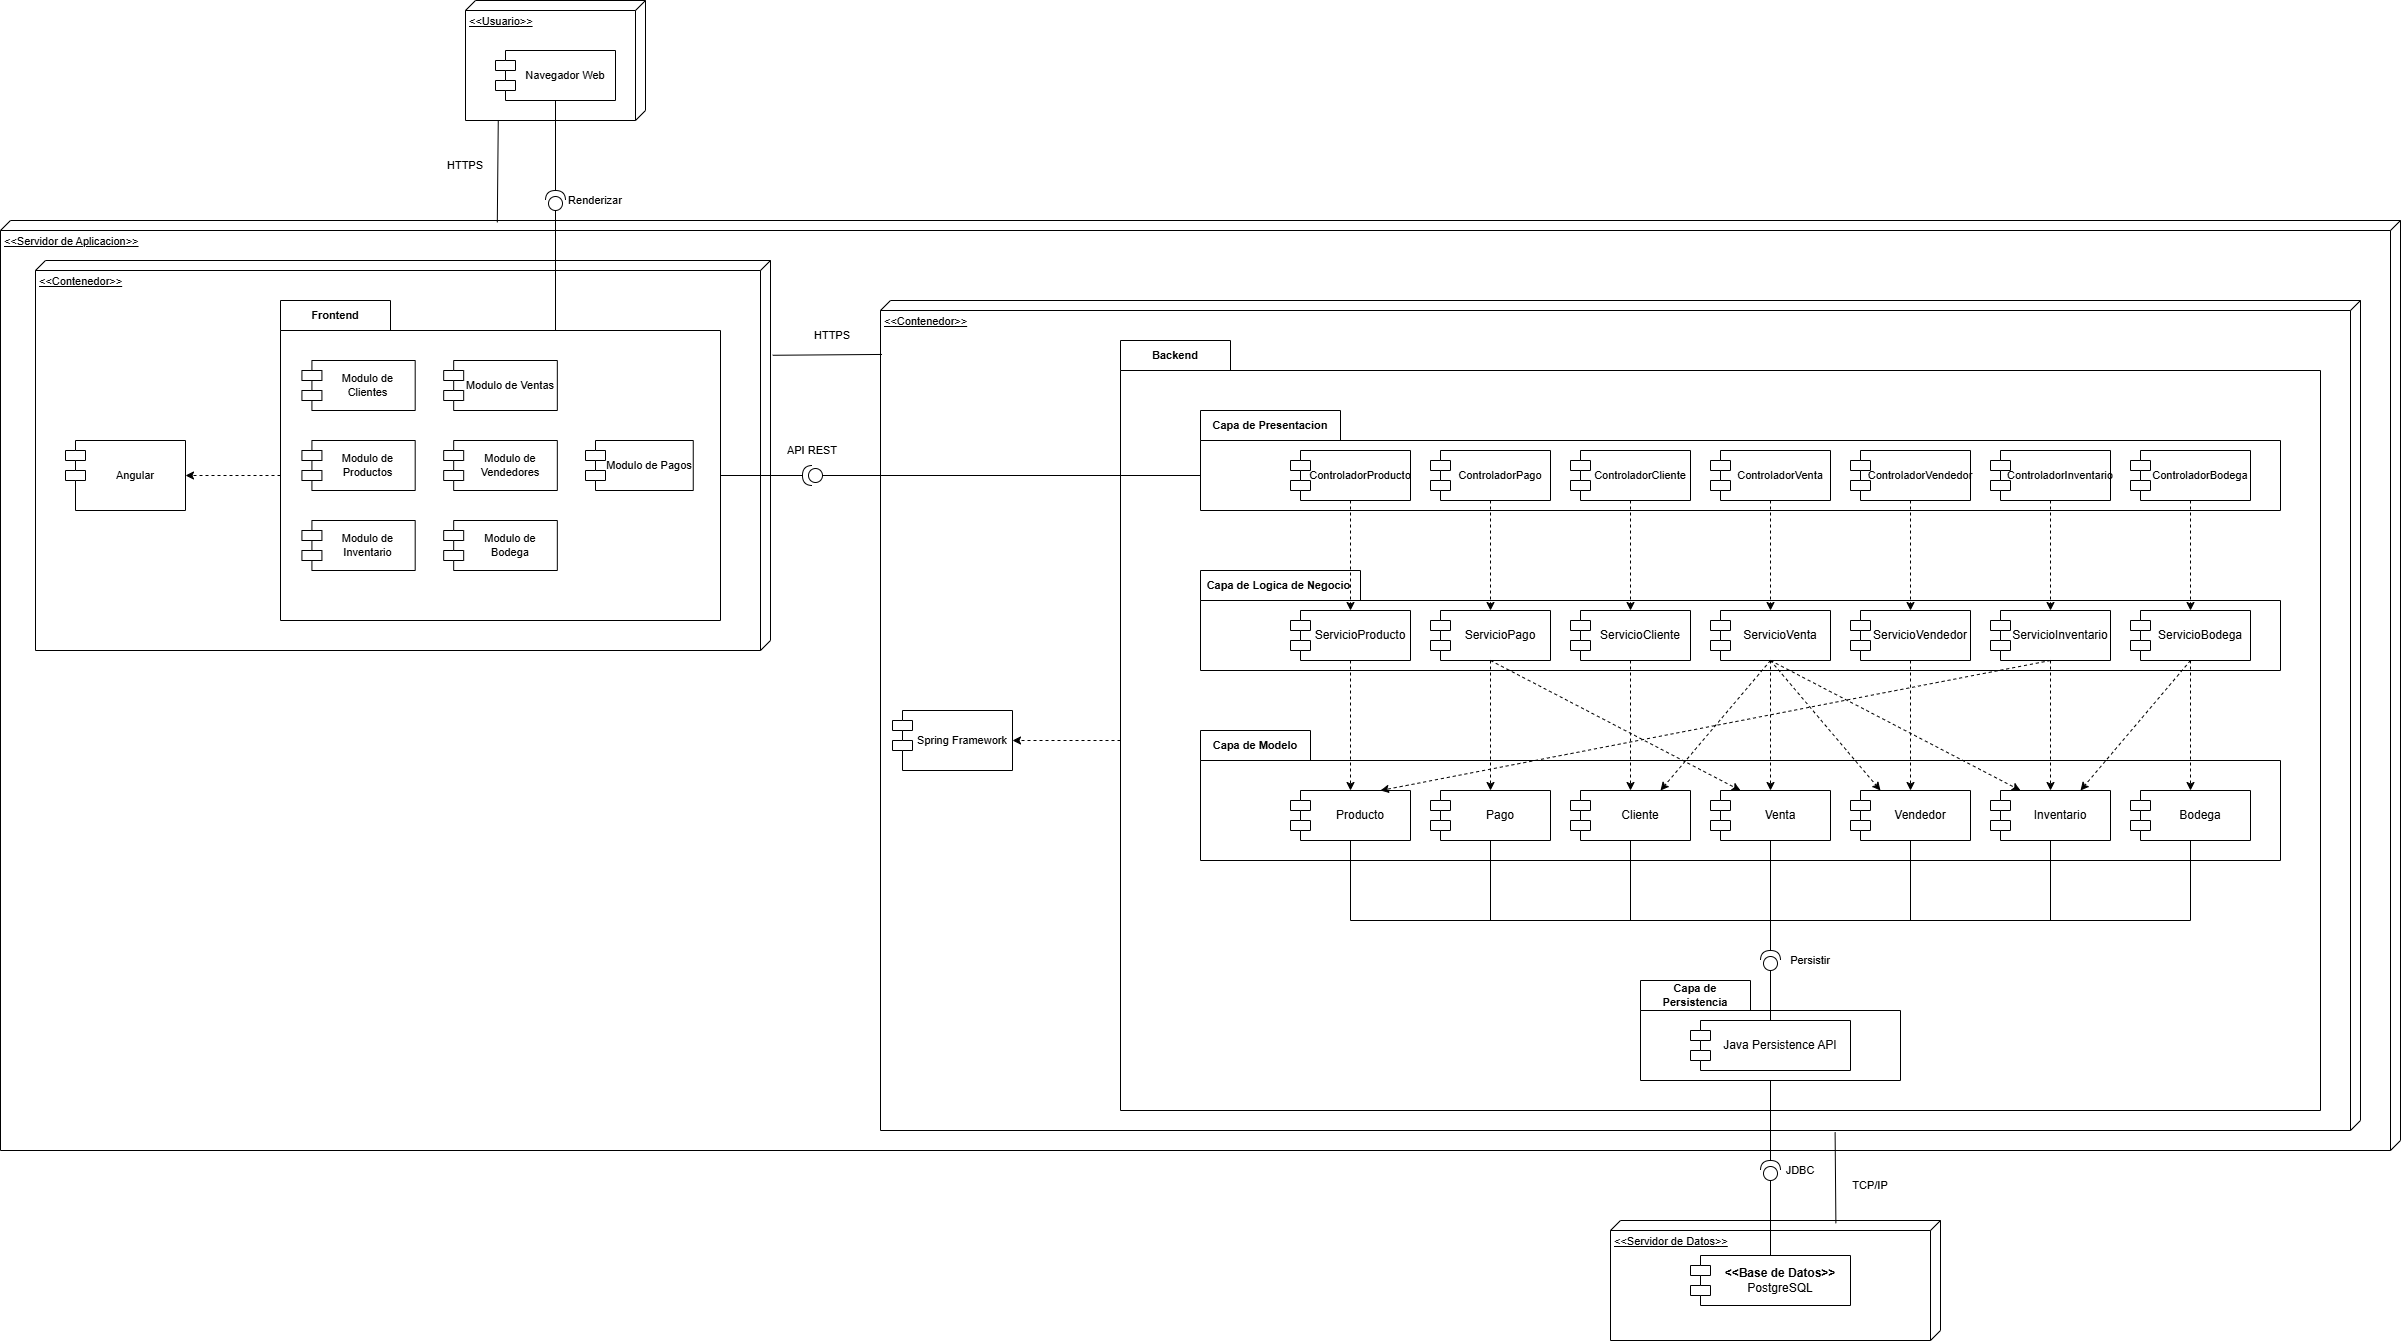 <<Usuario>>
Navegador Web
HTTPS
Renderizar
<<Servidor de Aplicacion>>
<<Contenedor>>
Frontend
Modulo de
Clientes
Modulo de Ventas
Modulo de
Productos
Modulo de
Vendedores
Modulo de Pagos
Modulo de
Inventario
Modulo de
Bodega
Angular
HTTPS
API REST
<<Contenedor>>
Backend
Capa de Presentacion
ControladorProducto
ControladorPago
ControladorCliente
ControladorVenta
ControladorVendedor
ControladorInventario
ControladorBodega
Capa de Logica de Negocio
ServicioProducto
ServicioPago
ServicioCliente
ServicioVenta
ServicioVendedor
ServicioInventario
ServicioBodega
Spring Framework
Capa de Modelo
Producto
Pago
Cliente
Venta
Vendedor
Inventario
Bodega
Persistir
Capa de
Persistencia
Java Persistence API
JDBC
TCP/IP
<<Servidor de Datos>>
<<Base de Datos>>
PostgreSQL